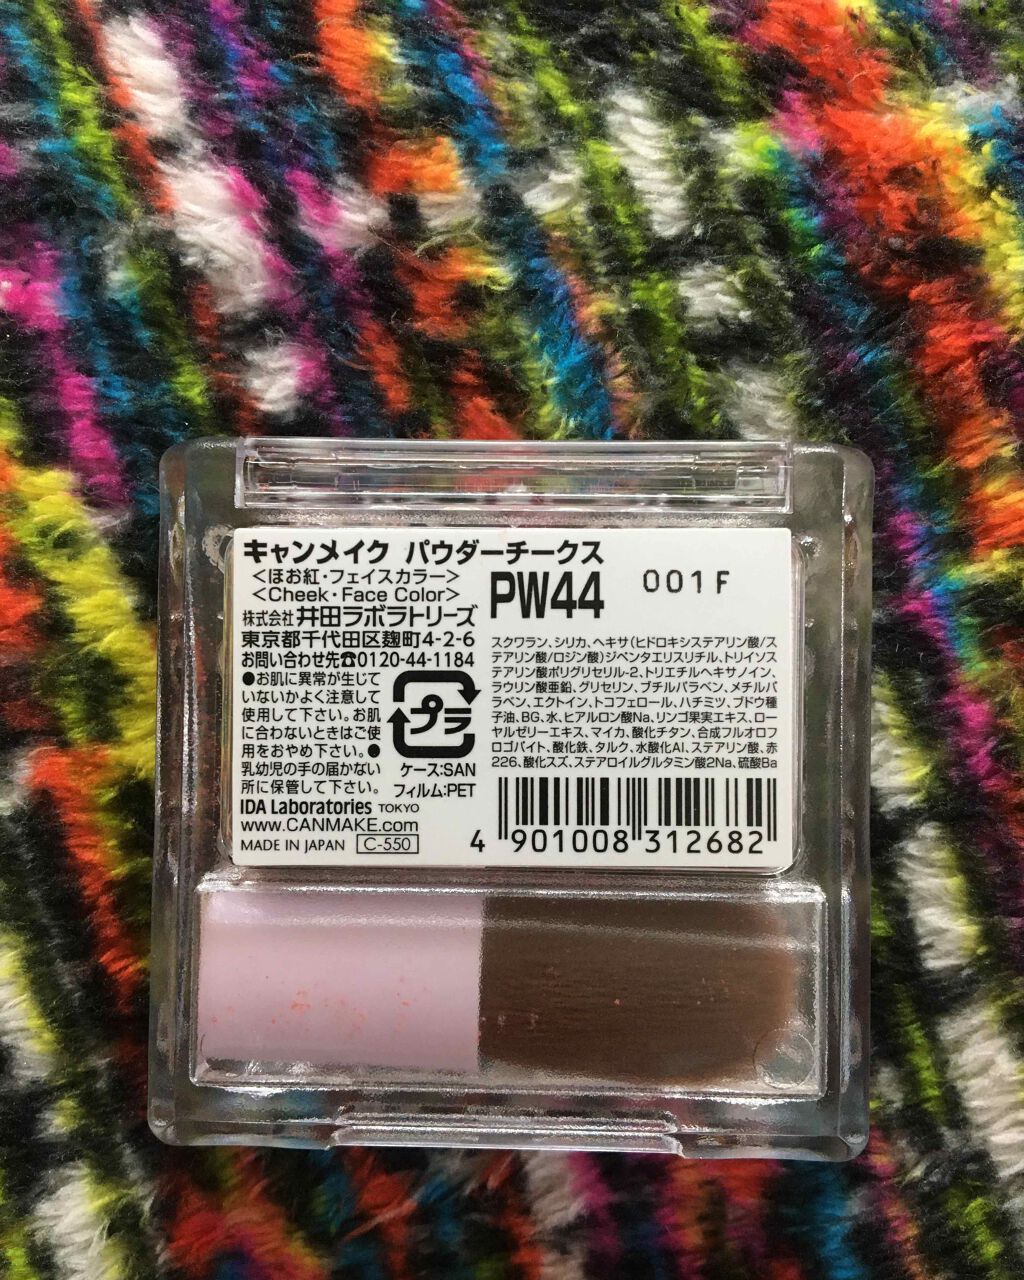 キャンメイク パウダーチークス
<ほお紅・フェイスカラー>
<Cheek・Face Color>
株式会社 井田ラボラトリーズ
東京都千代田区麹町4-2-6
お問い合わせ先☎0120-44-1184
●お肌に異常が生じて
いないかよく注意して
使用して下さい。お肌
に合わないときはご使
用をおやめ下さい。●
乳幼児の手の届かない
所に保管して下さい。
プラ
ケース:SAN
フィルム:PET
IDA Laboratories TOKYO
www.CANMAKE.com
MADE IN JAPAN C-550
PW44 001F
スクワラン、シリカ、ヘキサ(ヒドロキシステアリン酸/ス
テアリン酸/ロジン酸)ジペンタエリスリチル、トリイソス
テアリン酸ポリグリセリル-2、トリエチルヘキサノイン、
ラウリン酸亜鉛、グリセリン、ブチルパラベン、メチルパ
ラベン、エクトイン、トコフェロール、ハチミツ、ブドウ種
子油、BG、水、ヒアルロン酸Na、リンゴ果実エキス、ロー
ヤルゼリーエキス、マイカ、酸化チタン、合成フルオロフ
ロゴパイト、酸化鉄、タルク、水酸化Al、ステアリン酸、赤
226、酸化スズ、ステアロイルグルタミン酸2Na、硫酸Ba
4 901008 312682